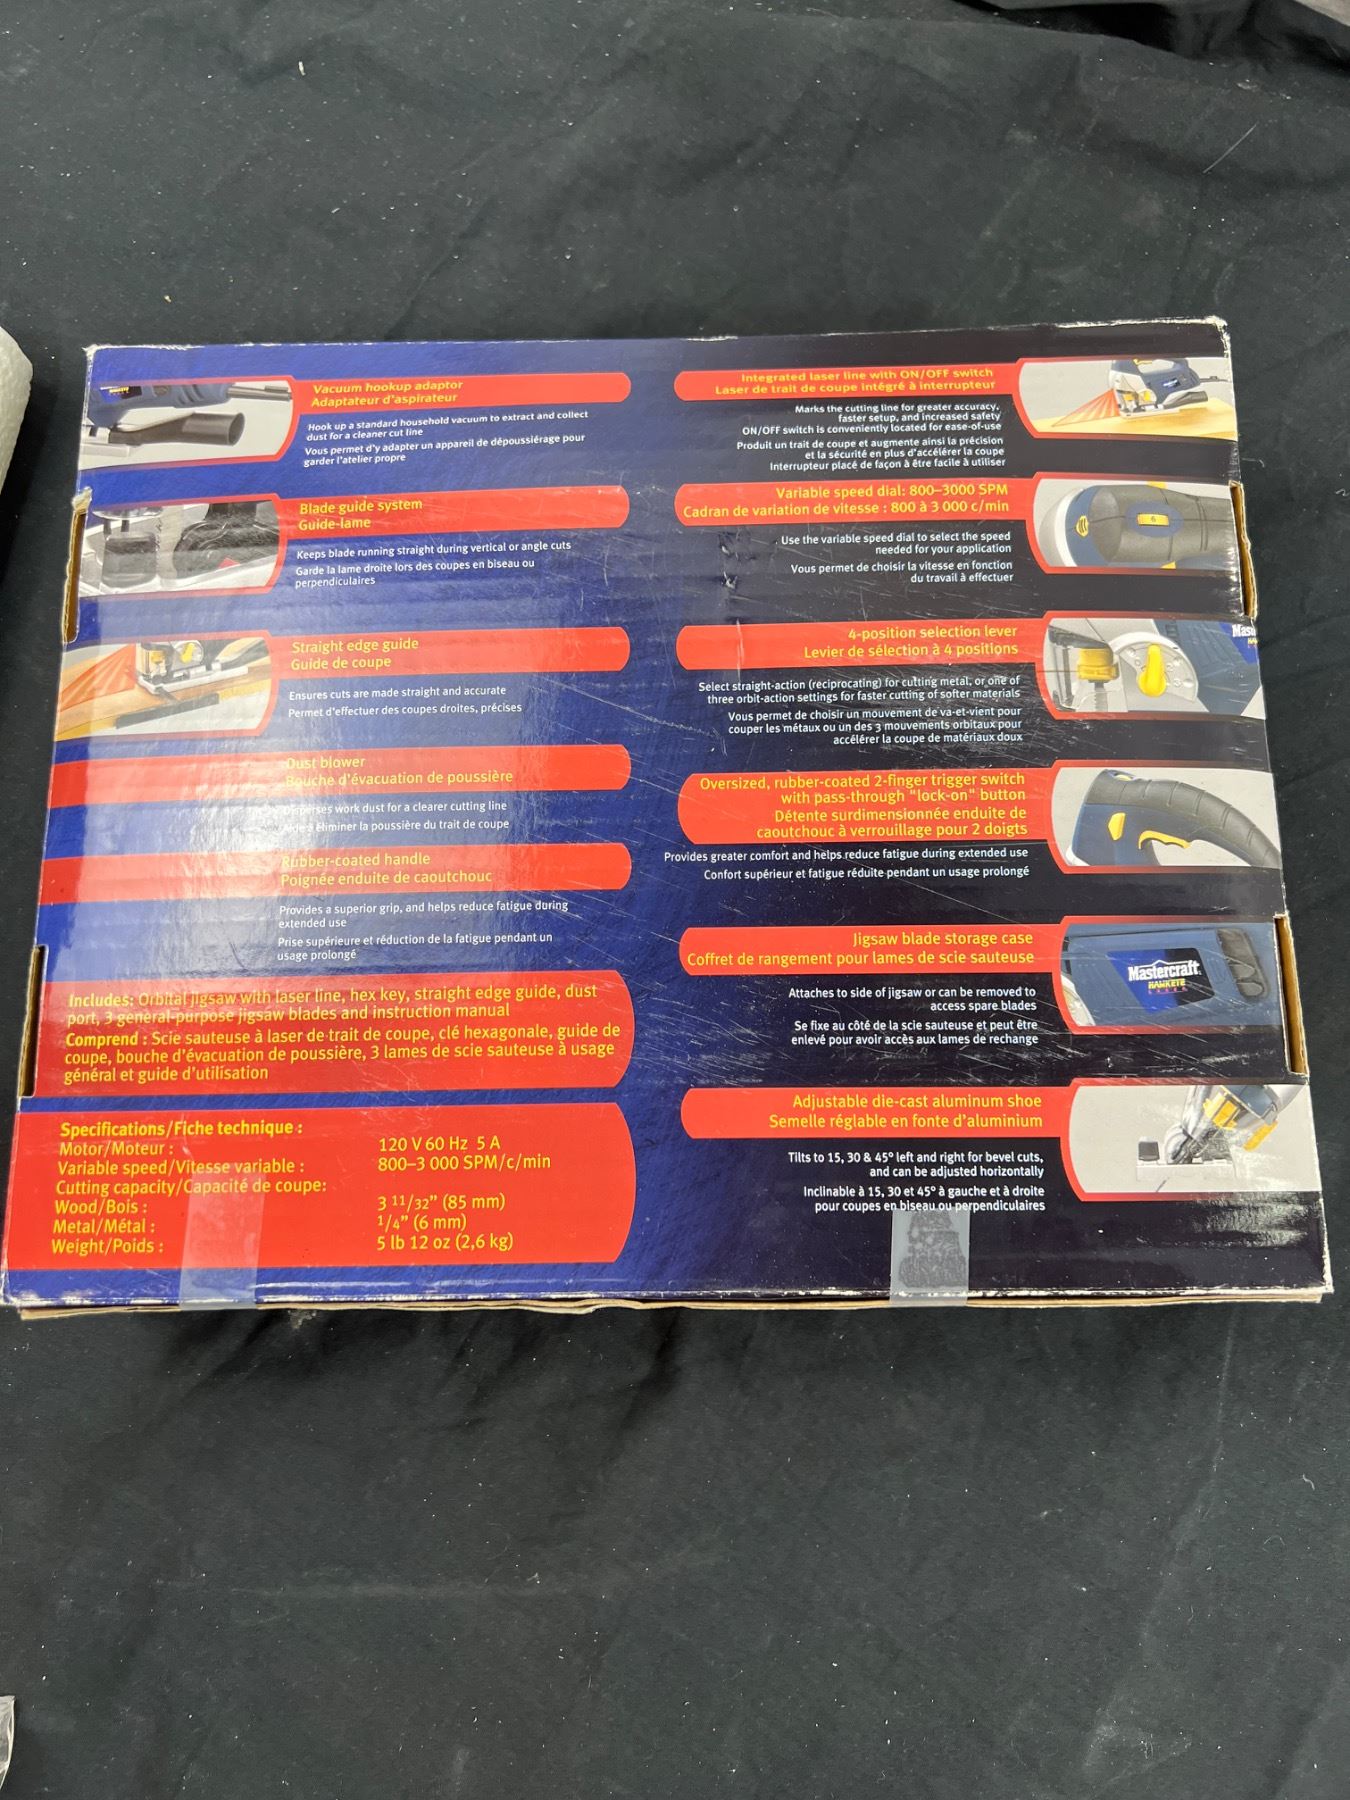 Vacuum hookup adaptor
Adaptateur d'aspirateur
Hook up a standard household vacuum to extract and collect
dust for a cleaner cut line
Vous permet d'y adapter un appareil de dépoussiérage pour
garder l'atelier propre
Blade guide system
Guide-lame
Keeps blade running straight during vertical or angle cuts
Garde la lame droite lors des coupes en biseau ou
perpendiculaires
Straight edge guide
Guide de coupe
Ensures cuts are made straight and accurate
Permet d'effectuer des coupes droites, précises
Dust blower
Bouche d'évacuation de poussière
Disperses work dust for a clearer cutting line
Aide à éliminer la poussière du trait de coupe
Rubber-coated handle
Poignée enduite de caoutchouc
Provides a superior grip, and helps reduce fatigue during
extended use
Prise supérieure et réduction de la fatigue pendant un
usage prolongé
Includes: Orbital jigsaw with laser line, hex key, straight edge guide, dust
port, 3 general-purpose jigsaw blades and instruction manual
Comprend : Scie sauteuse à laser de trait de coupe, clé hexagonale, guide de
coupe, bouche d'évacuation de poussière, 3 lames de scie sauteuse à usage
général et guide d'utilisation
Specifications/Fiche technique :
Motor/Moteur : 120 V 60 Hz 5 A
Variable speed/Vitesse variable : 800–3 000 SPM/c/min
Cutting capacity/Capacité de coupe:
Wood/Bois : 3 11/32" (85 mm)
Metal/Métal : 1/4" (6 mm)
Weight/Poids : 5 lb 12 oz (2,6 kg)
Integrated laser line with ON/OFF switch
Laser de trait de coupe intégré à interrupteur
Marks the cutting line for greater accuracy,
faster setup, and increased safety
ON/OFF switch is conveniently located for ease-of-use
Produit un trait de coupe et augmente ainsi la précision
et la sécurité en plus d'accélérer la coupe
Interrupteur placé de façon à être facile à utiliser
Variable speed dial: 800–3000 SPM
Cadran de variation de vitesse : 800 à 3 000 c/min
Use the variable speed dial to select the speed
needed for your application
Vous permet de choisir la vitesse en fonction
du travail à effectuer
6
4-position selection lever
Levier de sélection à 4 positions
Select straight-action (reciprocating) for cutting metal, or one of
three orbit-action settings for faster cutting of softer materials
Vous permet de choisir un mouvement de va-et-vient pour
couper les métaux ou un des 3 mouvements orbitaux pour
accélérer la coupe de matériaux doux
Oversized, rubber-coated 2-finger trigger switch
with pass-through "lock-on" button
Détente surdimensionnée enduite de
caoutchouc à verrouillage pour 2 doigts
Provides greater comfort and helps reduce fatigue during extended use
Confort supérieur et fatigue réduite pendant un usage prolongé
Jigsaw blade storage case
Coffret de rangement pour lames de scie sauteuse
Attaches to side of jigsaw or can be removed to
access spare blades
Se fixe au côté de la scie sauteuse et peut être
enlevé pour avoir accès aux lames de rechange
Mastercraft
HAWKEYE
LASER
Adjustable die-cast aluminum shoe
Semelle réglable en fonte d'aluminium
Tilts to 15, 30 & 45° left and right for bevel cuts,
and can be adjusted horizontally
Inclinable à 15, 30 et 45° à gauche et à droite
pour coupes en biseau ou perpendiculaires